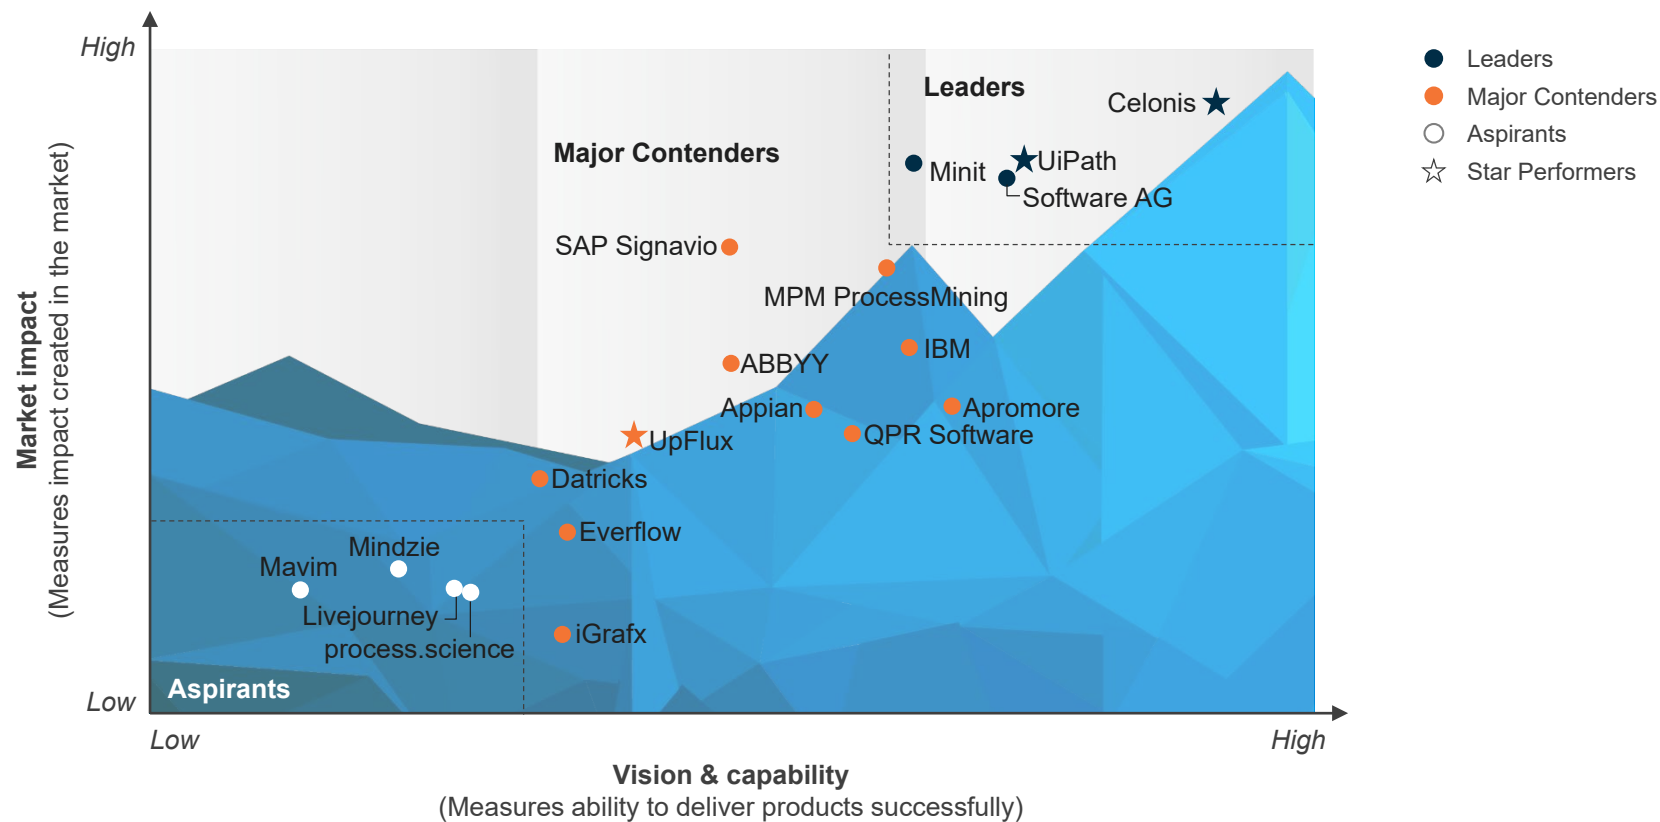 High
Leaders
Leaders
Major Contenders
Aspirants
Star Performers
Celonis
Major Contenders
Minit
UiPath
Software AG
SAP Signavio
MPM ProcessMining
IBM
ABBYY
Appian
Apromore
QPR Software
UpFlux
Datricks
Everflow
Mindzie
Mavim
Livejourney
iGrafx
process.science
Aspirants
Market impact
(Measures impact created in the market)
Low
Low
High
Vision & capability
(Measures ability to deliver products successfully)